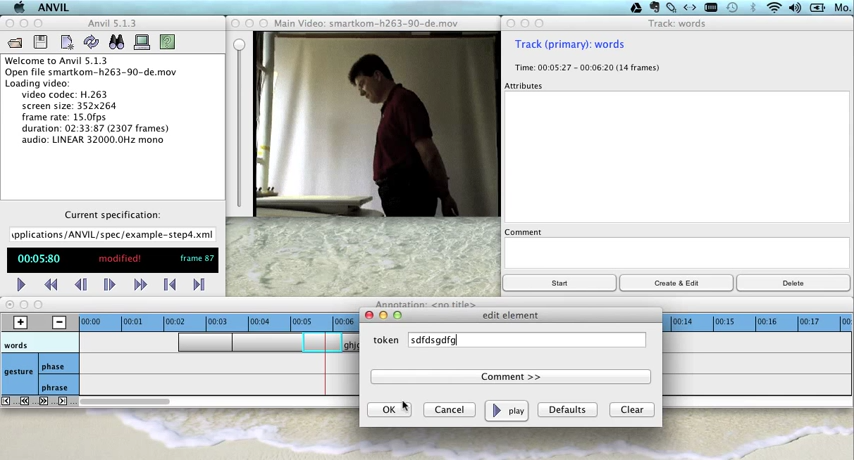 ANVIL
Mo.
Anvil 5.1.3
Main Video: smartkom-h263-90-de.mov
Track: words
Welcome to Anvil 5.1.3
Open file smartkom-h263-90-de.mov
Loading video:
video codec: H.263
screen size: 352x264
frame rate: 15.0fps
duration: 02:33:87 (2307 frames)
audio: LINEAR 32000.0Hz mono
Current specification:
pplications/ANVIL/spec/example-step4.xml
00:05:80 modified! frame 87
Track (primary): words
Time: 00:05:27 - 00:06:20 (14 frames)
Attributes
Comment
Start Create & Edit Delete
Annotation: <no title>
00:00 00:01 00:02 00:03 00:04 00:05 00:06 00:14 00:15 00:16 00:17
words
gesture
phase
phrase
edit element
token sdfdsgdfg
Comment >>
OK Cancel play Defaults Clear